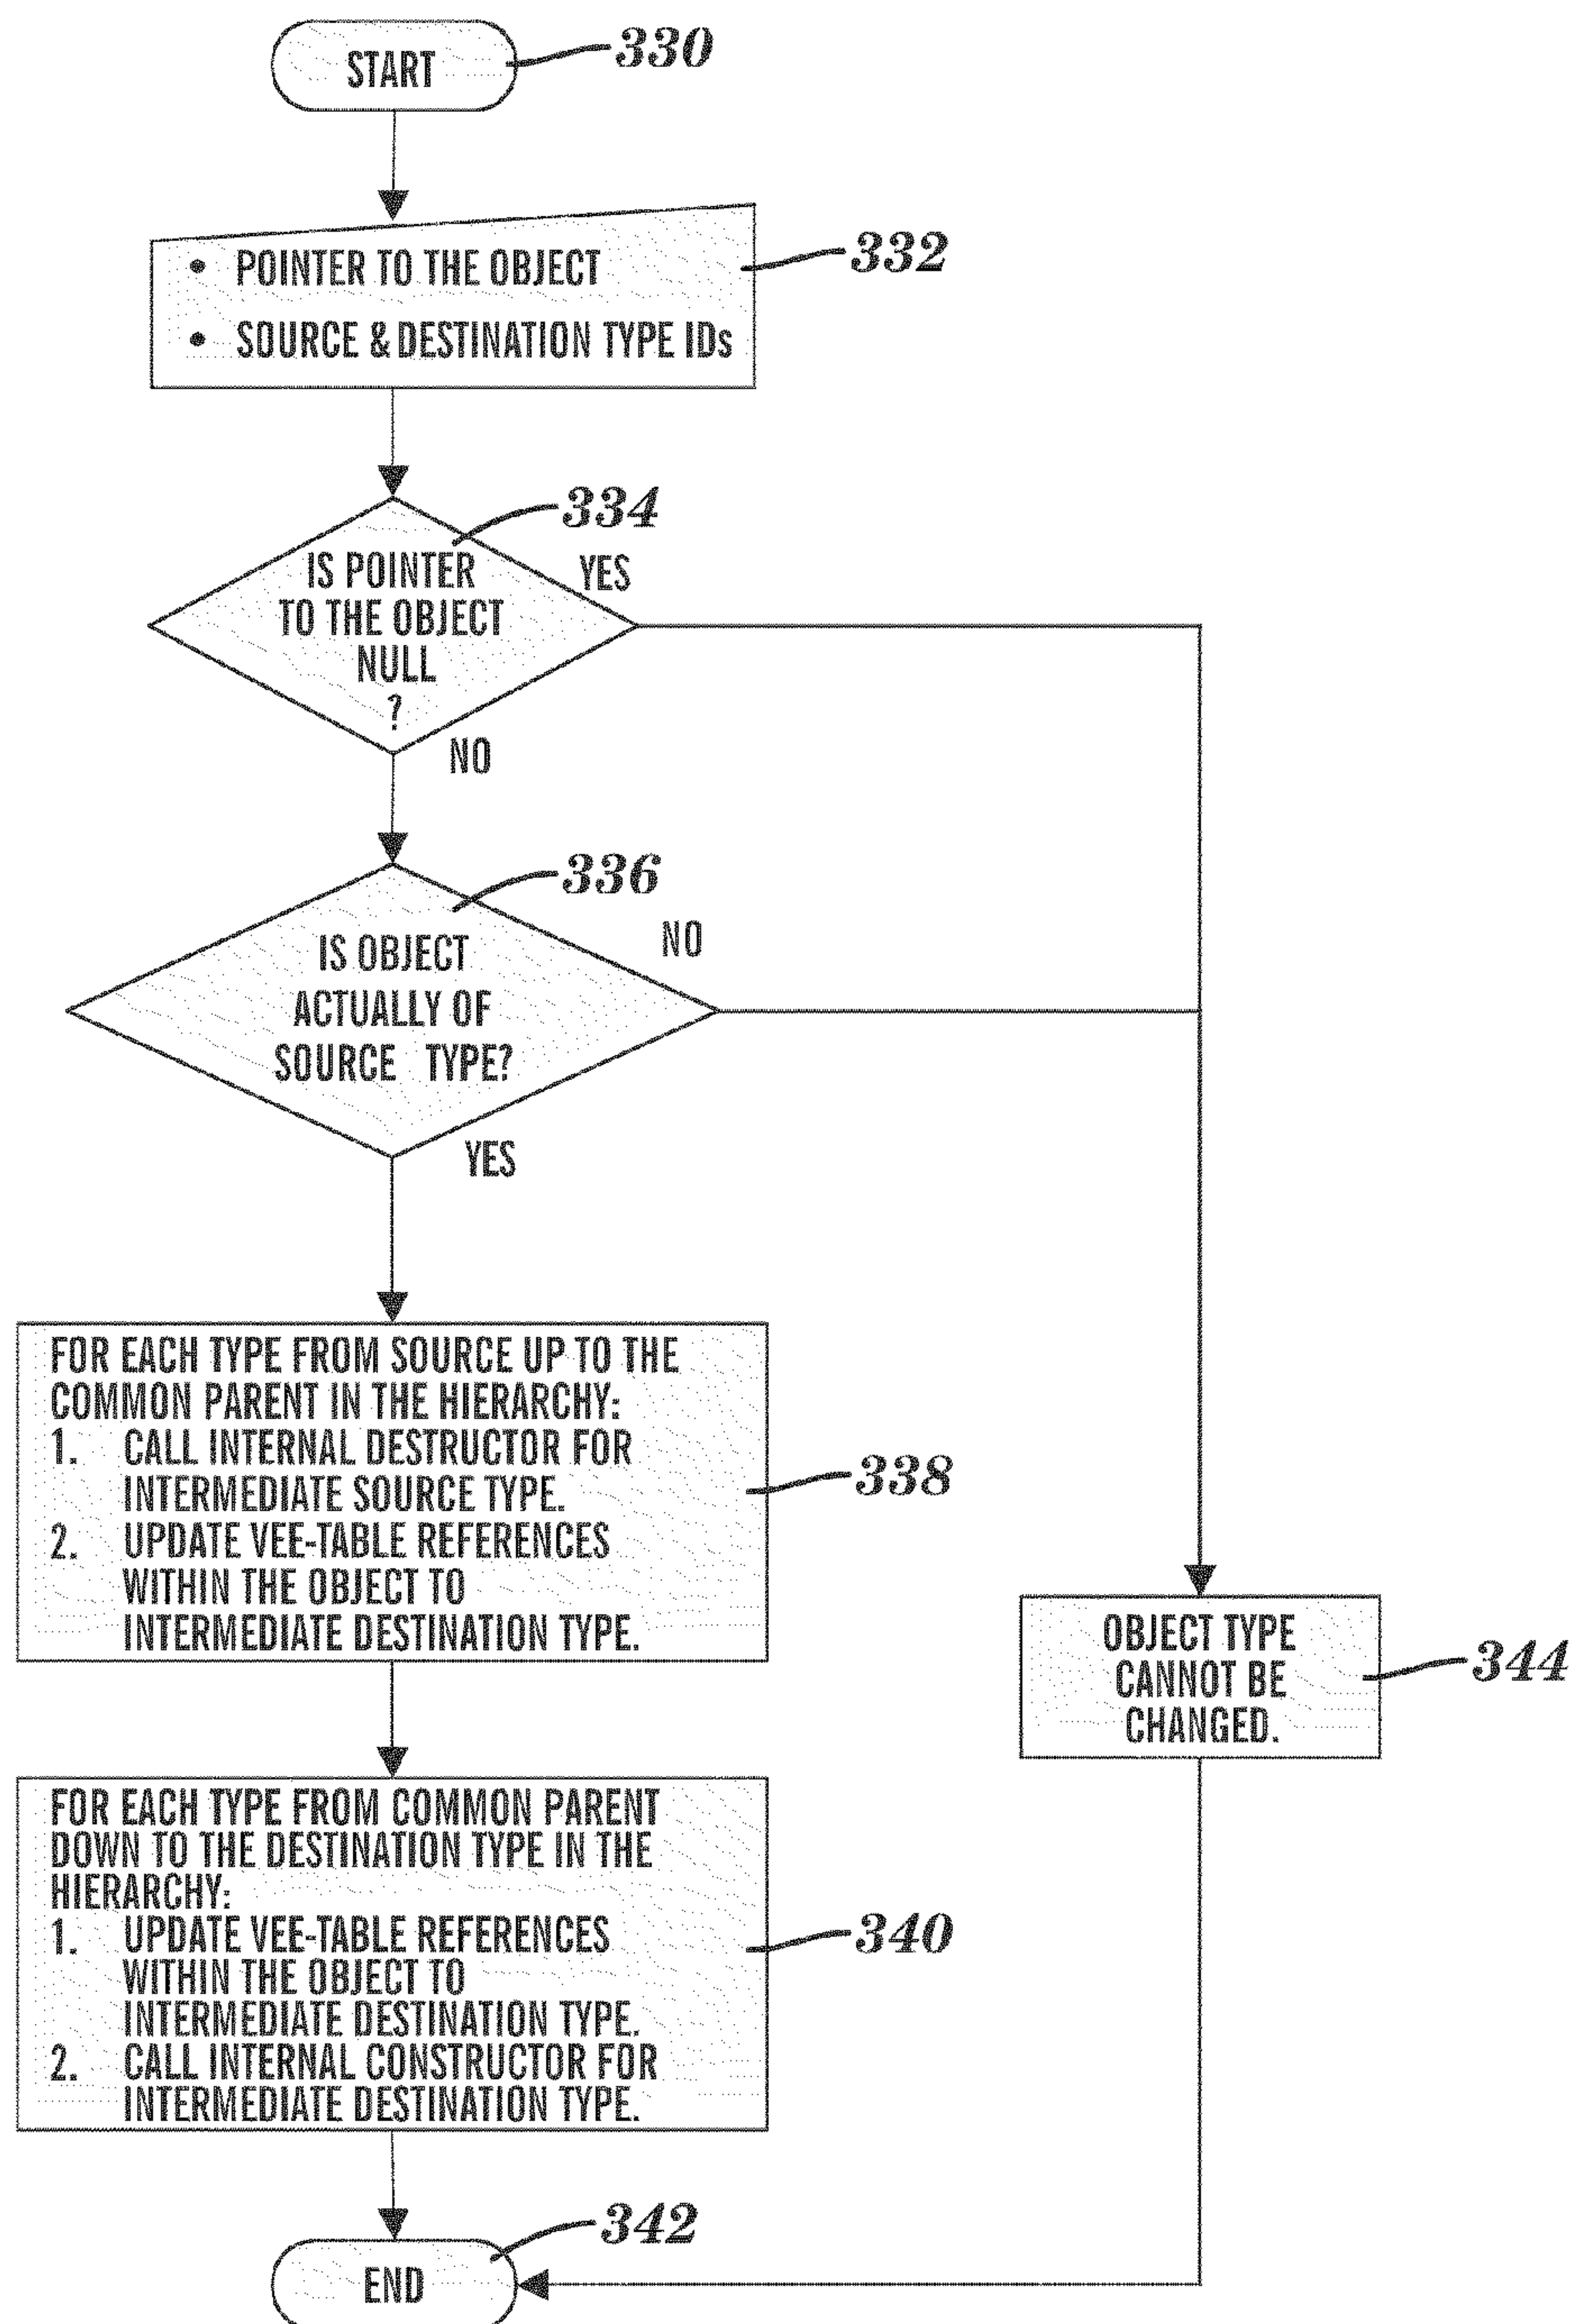 START
330
• POINTER TO THE OBJECT
• SOURCE & DESTINATION TYPE IDs
332
334
IS POINTER
TO THE OBJECT
NULL
?
YES
NO
336
IS OBJECT
ACTUALLY OF
SOURCE TYPE?
NO
YES
FOR EACH TYPE FROM SOURCE UP TO THE
COMMON PARENT IN THE HIERARCHY:
1. CALL INTERNAL DESTRUCTOR FOR
INTERMEDIATE SOURCE TYPE.
2. UPDATE VEE-TABLE REFERENCES
WITHIN THE OBJECT TO
INTERMEDIATE DESTINATION TYPE.
338
OBJECT TYPE
CANNOT BE
CHANGED.
344
FOR EACH TYPE FROM COMMON PARENT
DOWN TO THE DESTINATION TYPE IN THE
HIERARCHY:
1. UPDATE VEE-TABLE REFERENCES
WITHIN THE OBJECT TO
INTERMEDIATE DESTINATION TYPE.
2. CALL INTERNAL CONSTRUCTOR FOR
INTERMEDIATE DESTINATION TYPE.
340
342
END